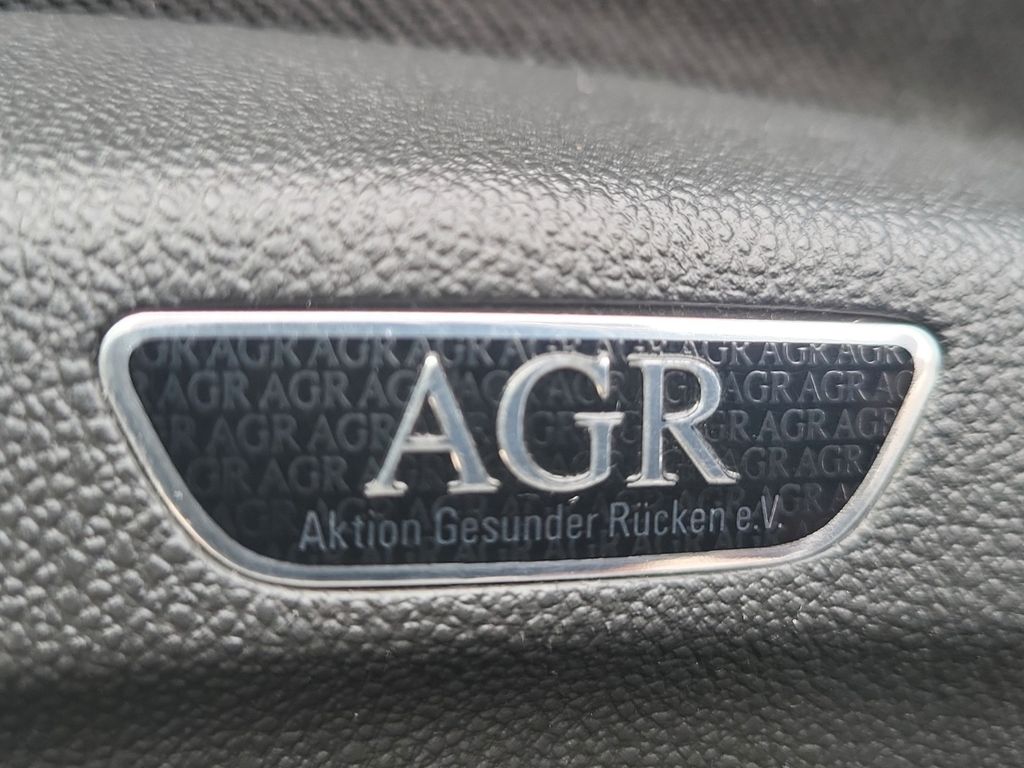 AGR
Aktion Gesunder Rücken e.V.